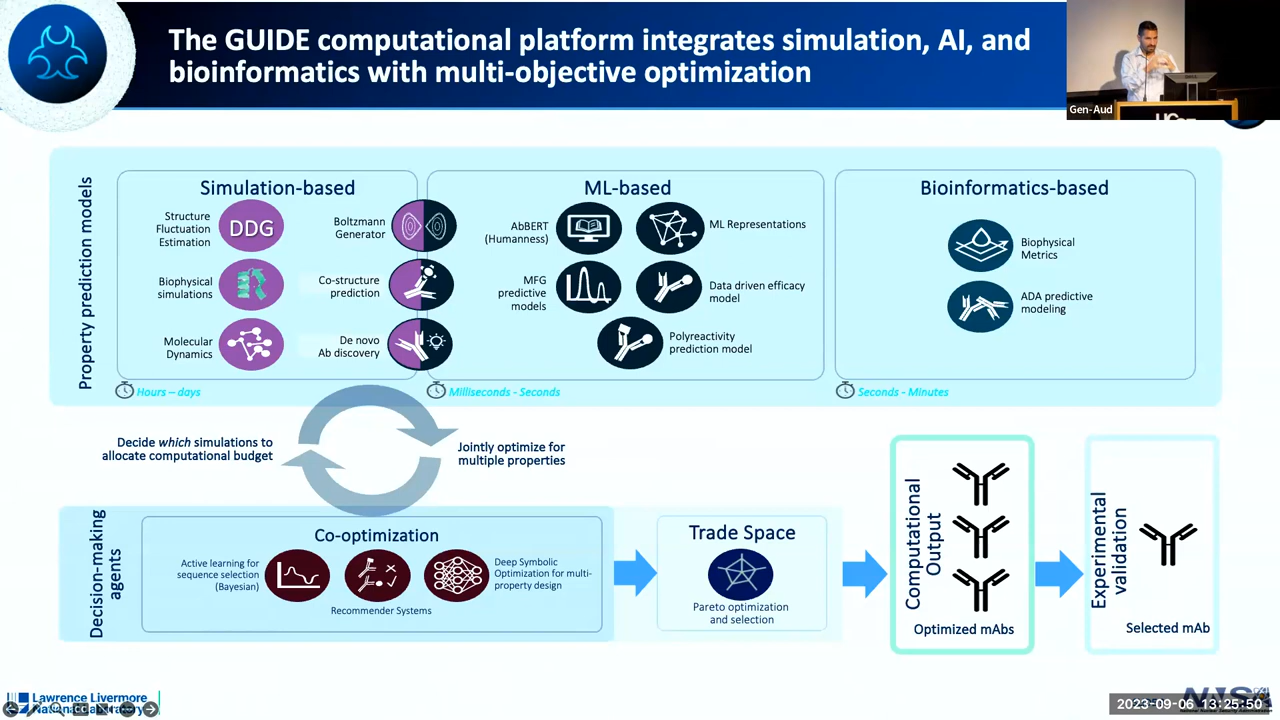 The GUIDE computational platform integrates simulation, AI, and
bioinformatics with multi-objective optimization
Gen-Aud
Property prediction models
Simulation-based
Structure
Fluctuation
Estimation
DDG
Boltzmann
Generator
Biophysical
simulations
Co-structure
prediction
Molecular
Dynamics
De novo
Ab discovery
Hours – days
ML-based
AbBERT
(Humanness)
ML Representations
MFG
predictive
models
Data driven efficacy
model
Polyreactivity
prediction model
Milliseconds - Seconds
Bioinformatics-based
Biophysical
Metrics
ADA predictive
modeling
Seconds - Minutes
Decide which simulations to
allocate computational budget
Jointly optimize for
multiple properties
Decision-making
agents
Co-optimization
Active learning for
sequence selection
(Bayesian)
Recommender Systems
Deep Symbolic
Optimization for multi-
property design
Trade Space
Pareto optimization
and selection
Computational
Output
Optimized mAbs
Experimental
validation
Selected mAb
Lawrence Livermore
2023-09-06 13:25:50